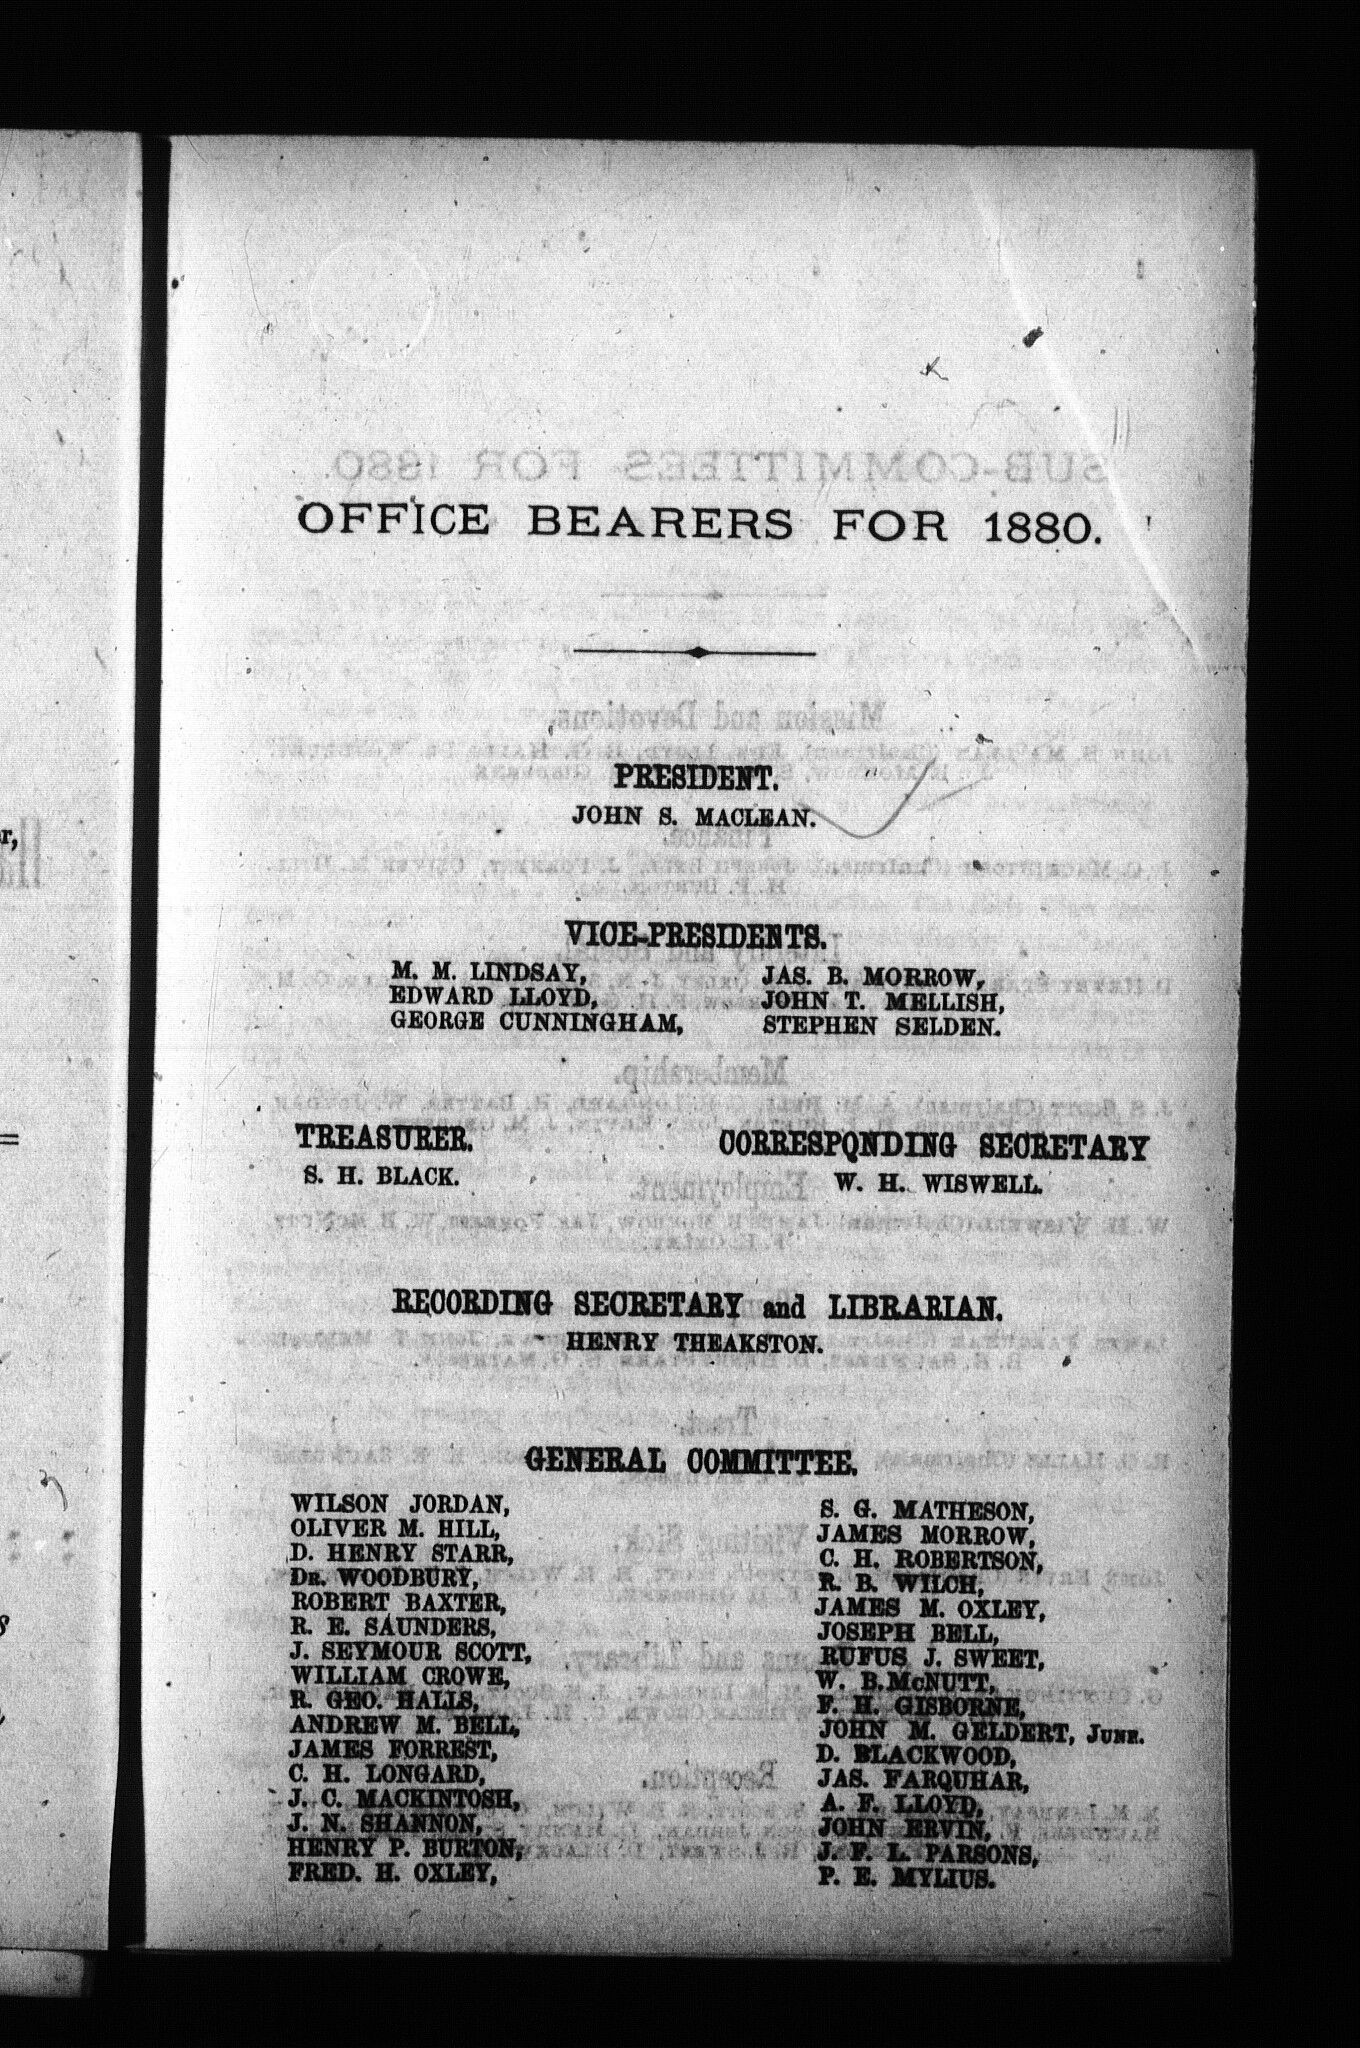 OFFICE BEARERS FOR 1880.
PRESIDENT.
JOHN S. MACLEAN.
VICE-PRESIDENTS.
M. M. LINDSAY,
EDWARD LLOYD,
GEORGE CUNNINGHAM,
JAS. B. MORROW,
JOHN T. MELLISH,
STEPHEN SELDEN.
TREASURER.
S. H. BLACK.
CORRESPONDING SECRETARY
W. H. WISWELL.
RECORDING SECRETARY and LIBRARIAN.
HENRY THEAKSTON.
GENERAL COMMITTEE.
WILSON JORDAN,
OLIVER M. HILL,
D. HENRY STARR,
DR. WOODBURY,
ROBERT BAXTER,
R. E. SAUNDERS,
J. SEYMOUR SCOTT,
WILLIAM CROWE,
R. GEO. HALLS,
ANDREW M. BELL,
JAMES FORREST,
C. H. LONGARD,
J. C. MACKINTOSH,
J. N. SHANNON,
HENRY P. BURTON,
FRED. H. OXLEY,
S. G. MATHESON,
JAMES MORROW,
C. H. ROBERTSON,
R. B. WILCH,
JAMES M. OXLEY,
JOSEPH BELL,
RUFUS J. SWEET,
W. B. McNUTT,
F. H. GISBORNE,
JOHN M. GELDERT, JUNR.
D. BLACKWOOD,
JAS. FARQUHAR,
A. F. LLOYD,
JOHN ERVIN,
J. F. L. PARSONS,
P. E. MYLIUS.